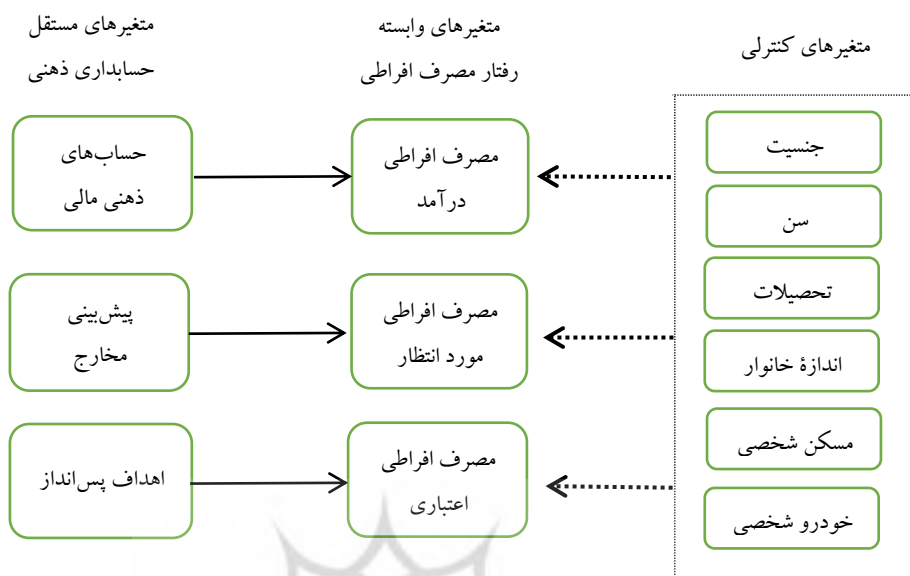 متغیرهای کنترلی
جنسیت
سن
تحصیلات
اندازهٔ خانوار
مسکن شخصی
خودرو شخصی
متغیرهای وابسته
رفتار مصرف افراطی
مصرف افراطی
درآمد
مصرف افراطی
مورد انتظار
مصرف افراطی
اعتباری
متغیرهای مستقل
حسابداری ذهنی
حساب‌های
ذهنی مالی
پیش‌بینی
مخارج
اهداف پس‌انداز